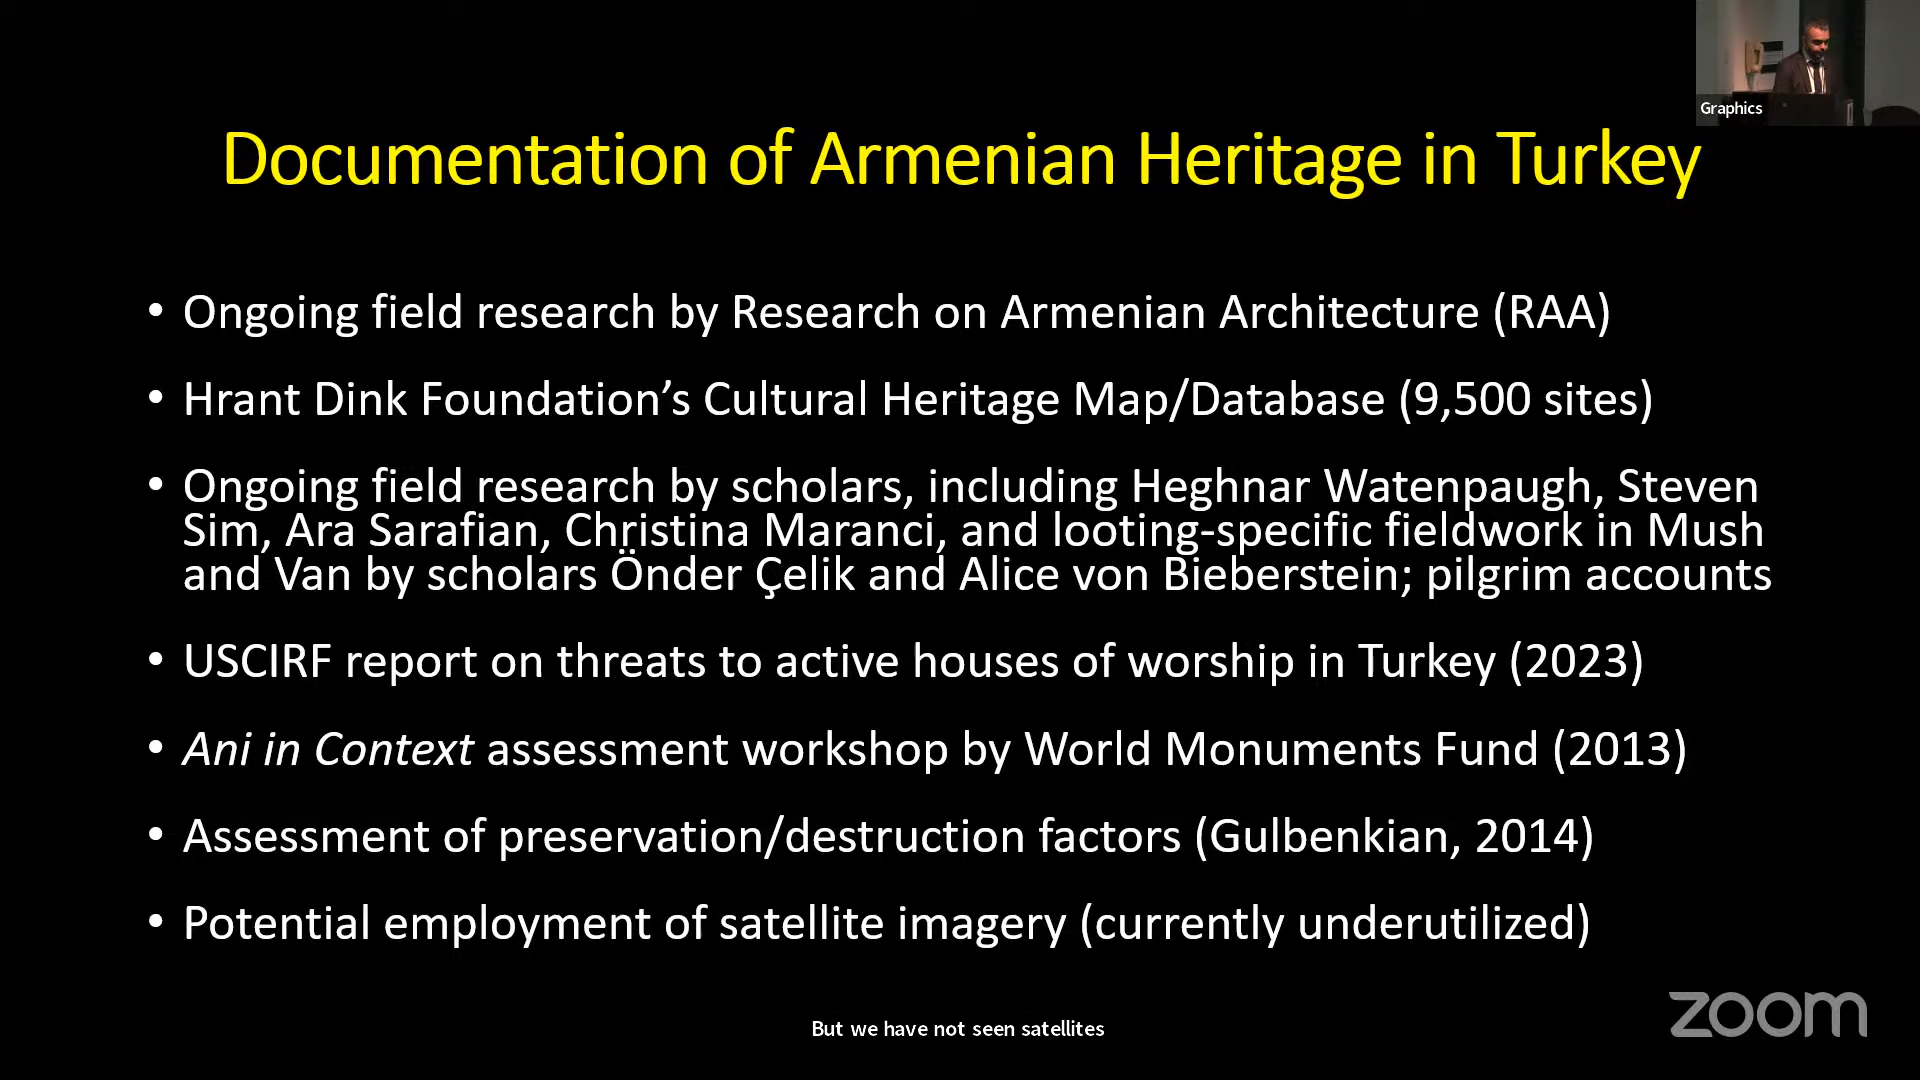 Graphics
Documentation of Armenian Heritage in Turkey
• Ongoing field research by Research on Armenian Architecture (RAA)
• Hrant Dink Foundation’s Cultural Heritage Map/Database (9,500 sites)
• Ongoing field research by scholars, including Heghnar Watenpaugh, Steven
Sim, Ara Sarafian, Christina Maranci, and looting-specific fieldwork in Mush
and Van by scholars Önder Çelik and Alice von Bieberstein; pilgrim accounts
• USCIRF report on threats to active houses of worship in Turkey (2023)
• Ani in Context assessment workshop by World Monuments Fund (2013)
• Assessment of preservation/destruction factors (Gulbenkian, 2014)
• Potential employment of satellite imagery (currently underutilized)
But we have not seen satellites
zoom